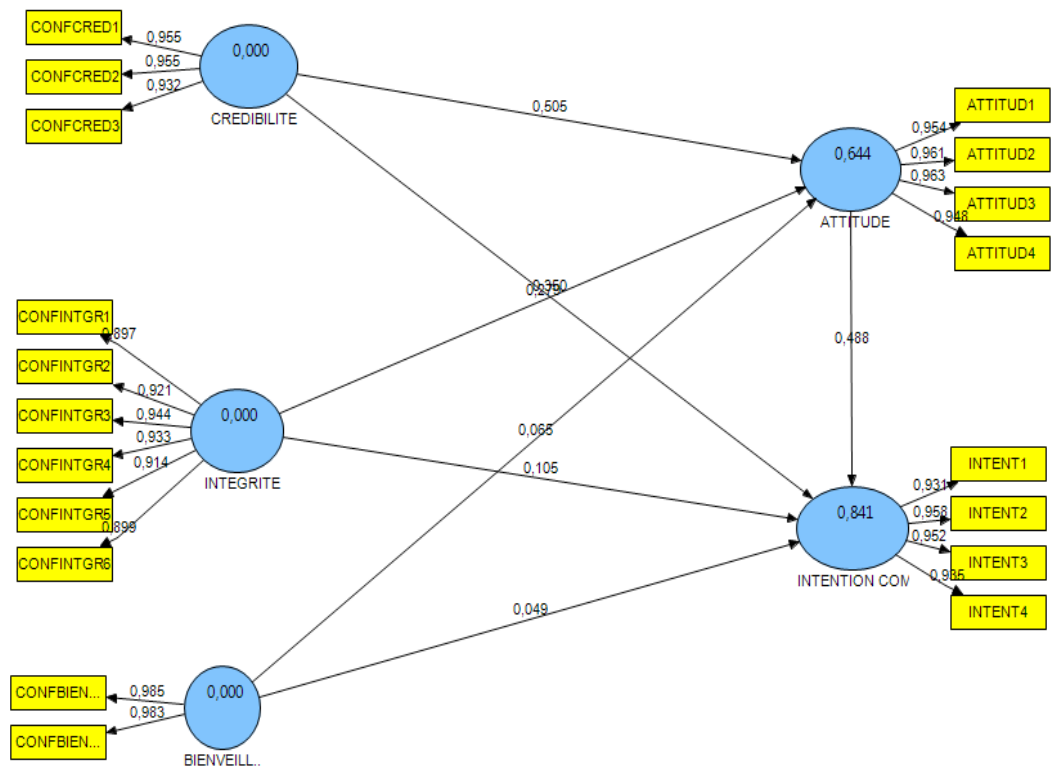 CONFCRED1
CONFCRED2
CONFCRED3
0,955
0,955
0,932
0,000
CREDIBILITE
0,505
0,644
ATTITUDE
0,954
0,961
0,963
0,948
ATTITUD1
ATTITUD2
ATTITUD3
ATTITUD4
0,350
0,488
CONFINTGR1
CONFINTGR2
CONFINTGR3
CONFINTGR4
CONFINTGR5
CONFINTGR6
0,897
0,921
0,944
0,933
0,914
0,899
0,000
INTEGRITE
0,065
0,105
0,841
INTENTION COM
0,931
0,958
0,952
0,935
INTENT1
INTENT2
INTENT3
INTENT4
0,049
CONFBIEN...
CONFBIEN...
0,985
0,983
0,000
BIENVEILL..